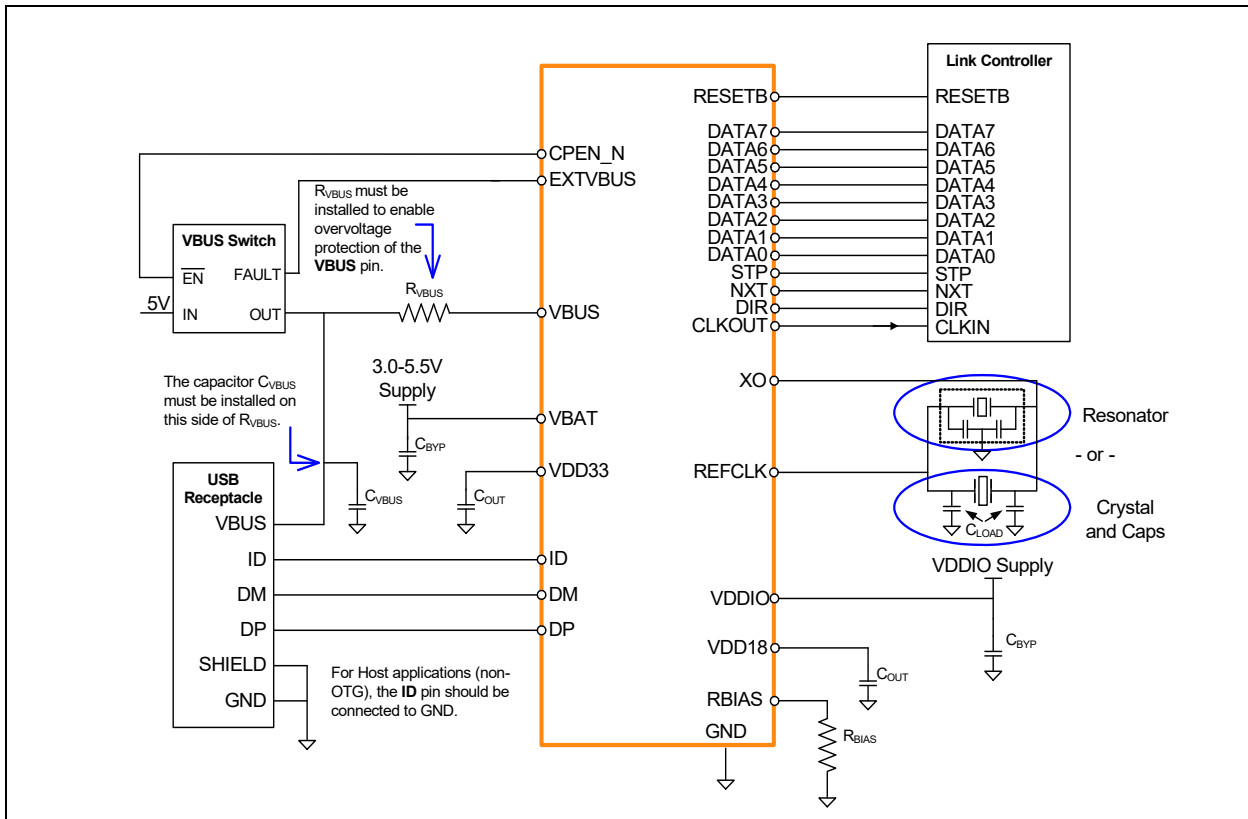 Link Controller
RESETB
RESETB
DATA7
DATA7
DATA6
DATA6
DATA5
DATA5
DATA4
DATA4
DATA3
DATA3
DATA2
DATA2
DATA1
DATA1
DATA0
DATA0
STP
STP
NXT
NXT
DIR
DIR
CLKOUT
CLKIN
CPEN_N
EXTVBUS
RVBUS must be
installed to enable
overvoltage
protection of the
VBUS pin.
VBUS Switch
EN
FAULT
5V
IN
OUT
RVBUS
VBUS
3.0-5.5V
Supply
VBAT
CBYP
The capacitor CVBUS
must be installed on
this side of RVBUS.
VDD33
COUT
CVBUS
USB
Receptacle
VBUS
ID
ID
DM
DM
DP
DP
SHIELD
GND
For Host applications (non-
OTG), the ID pin should be
connected to GND.
XO
Resonator
- or -
REFCLK
Crystal
and Caps
CLOAD
VDDIO Supply
VDDIO
CBYP
VDD18
COUT
RBIAS
RBIAS
GND